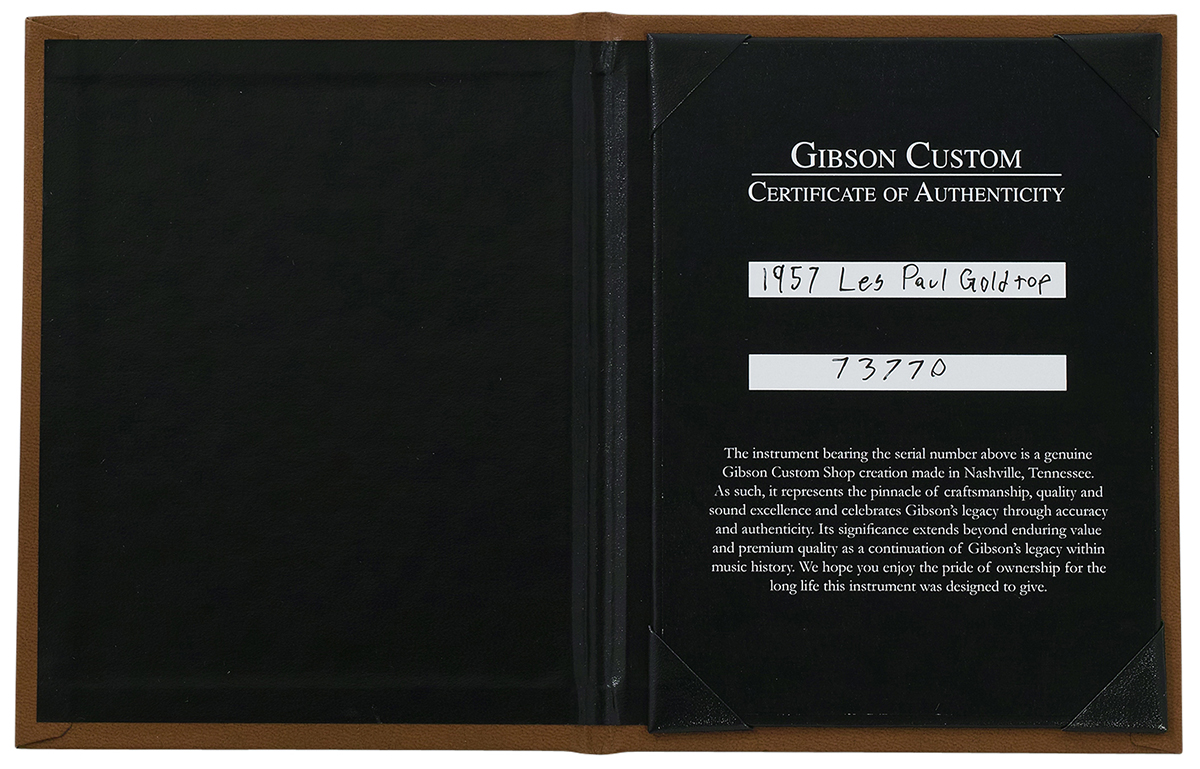 GIBSON CUSTOM
CERTIFICATE OF AUTHENTICITY
1957 Les Paul Goldtop
73770
The instrument bearing the serial number above is a genuine
Gibson Custom Shop creation made in Nashville, Tennessee.
As such, it represents the pinnacle of craftsmanship, quality and
sound excellence and celebrates Gibson's legacy through accuracy
and authenticity. Its significance extends beyond enduring value
and premium quality as a continuation of Gibson's legacy within
music history. We hope you enjoy the pride of ownership for the
long life this instrument was designed to give.